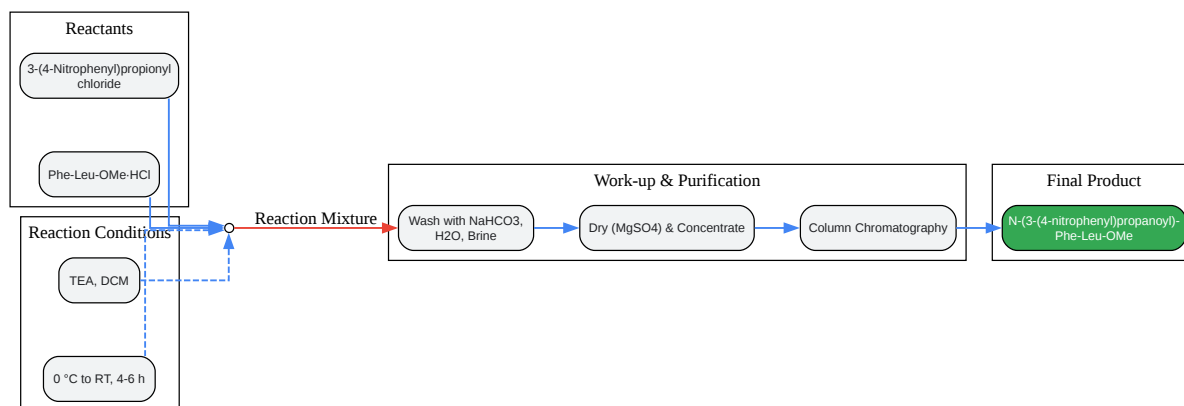 Reactants
3-(4-Nitrophenyl)propionyl
chloride
Phe-Leu-OMe·HCl
Reaction Conditions
TEA, DCM
0 °C to RT, 4-6 h
Reaction Mixture
Work-up & Purification
Wash with NaHCO3,
H2O, Brine
Dry (MgSO4) & Concentrate
Column Chromatography
Final Product
N-(3-(4-nitrophenyl)propanoyl)-
Phe-Leu-OMe